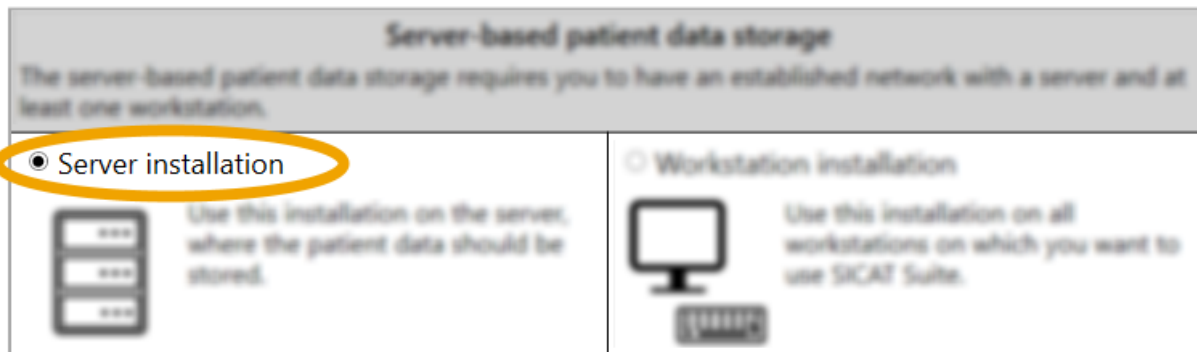 Server-based patient data storage
The server-based patient data storage requires you to have an established network with a server and at
least one workstation.
Server installation
Workstation installation
Use this installation on the server,
where the patient data should be
stored.
Use this installation on all
workstations on which you want to
use SICAT Suite.